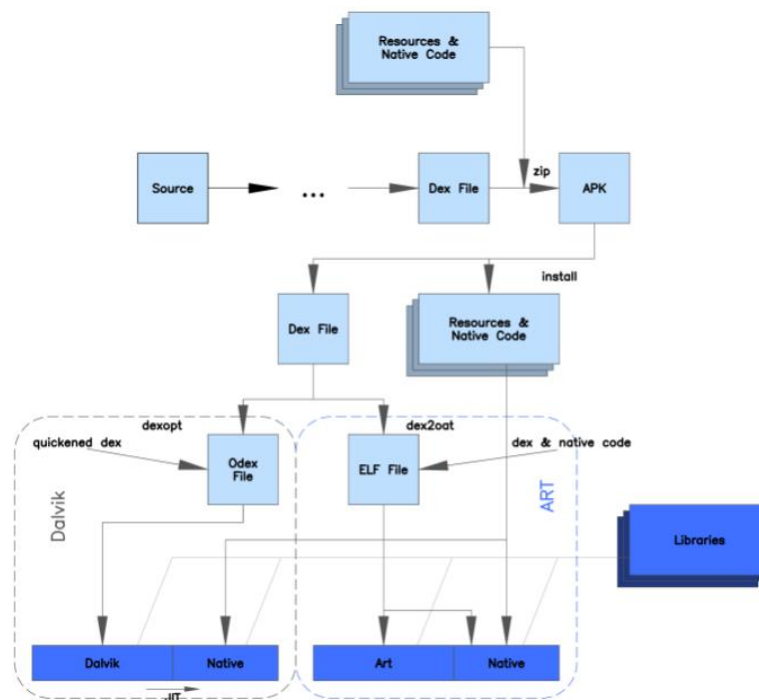 Resources &
Native Code
Source
...
Dex File
zip
APK
install
Dex File
Resources &
Native Code
dexopt
dex2oat
quickened dex
Odex
File
ELF File
dex & native code
Dalvik
ART
Libraries
Dalvik
Native
Art
Native
JIT